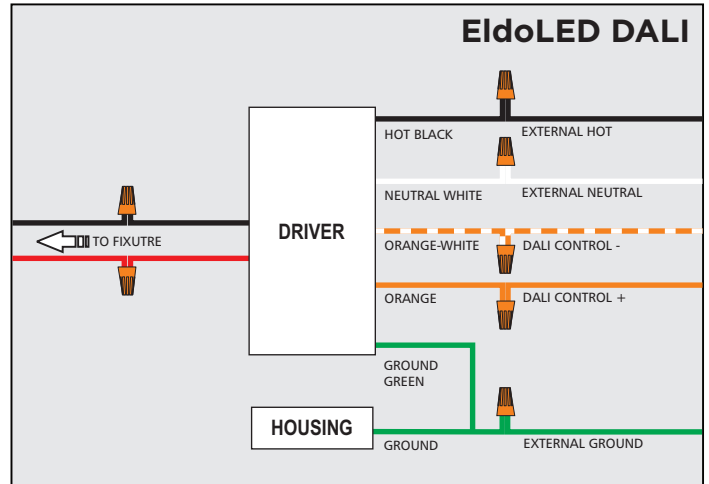 EldoLED DALI
HOT BLACK
EXTERNAL HOT
NEUTRAL WHITE
EXTERNAL NEUTRAL
DRIVER
TO FIXUTRE
ORANGE-WHITE
DALI CONTROL -
ORANGE
DALI CONTROL +
GROUND
GREEN
HOUSING
GROUND
EXTERNAL GROUND